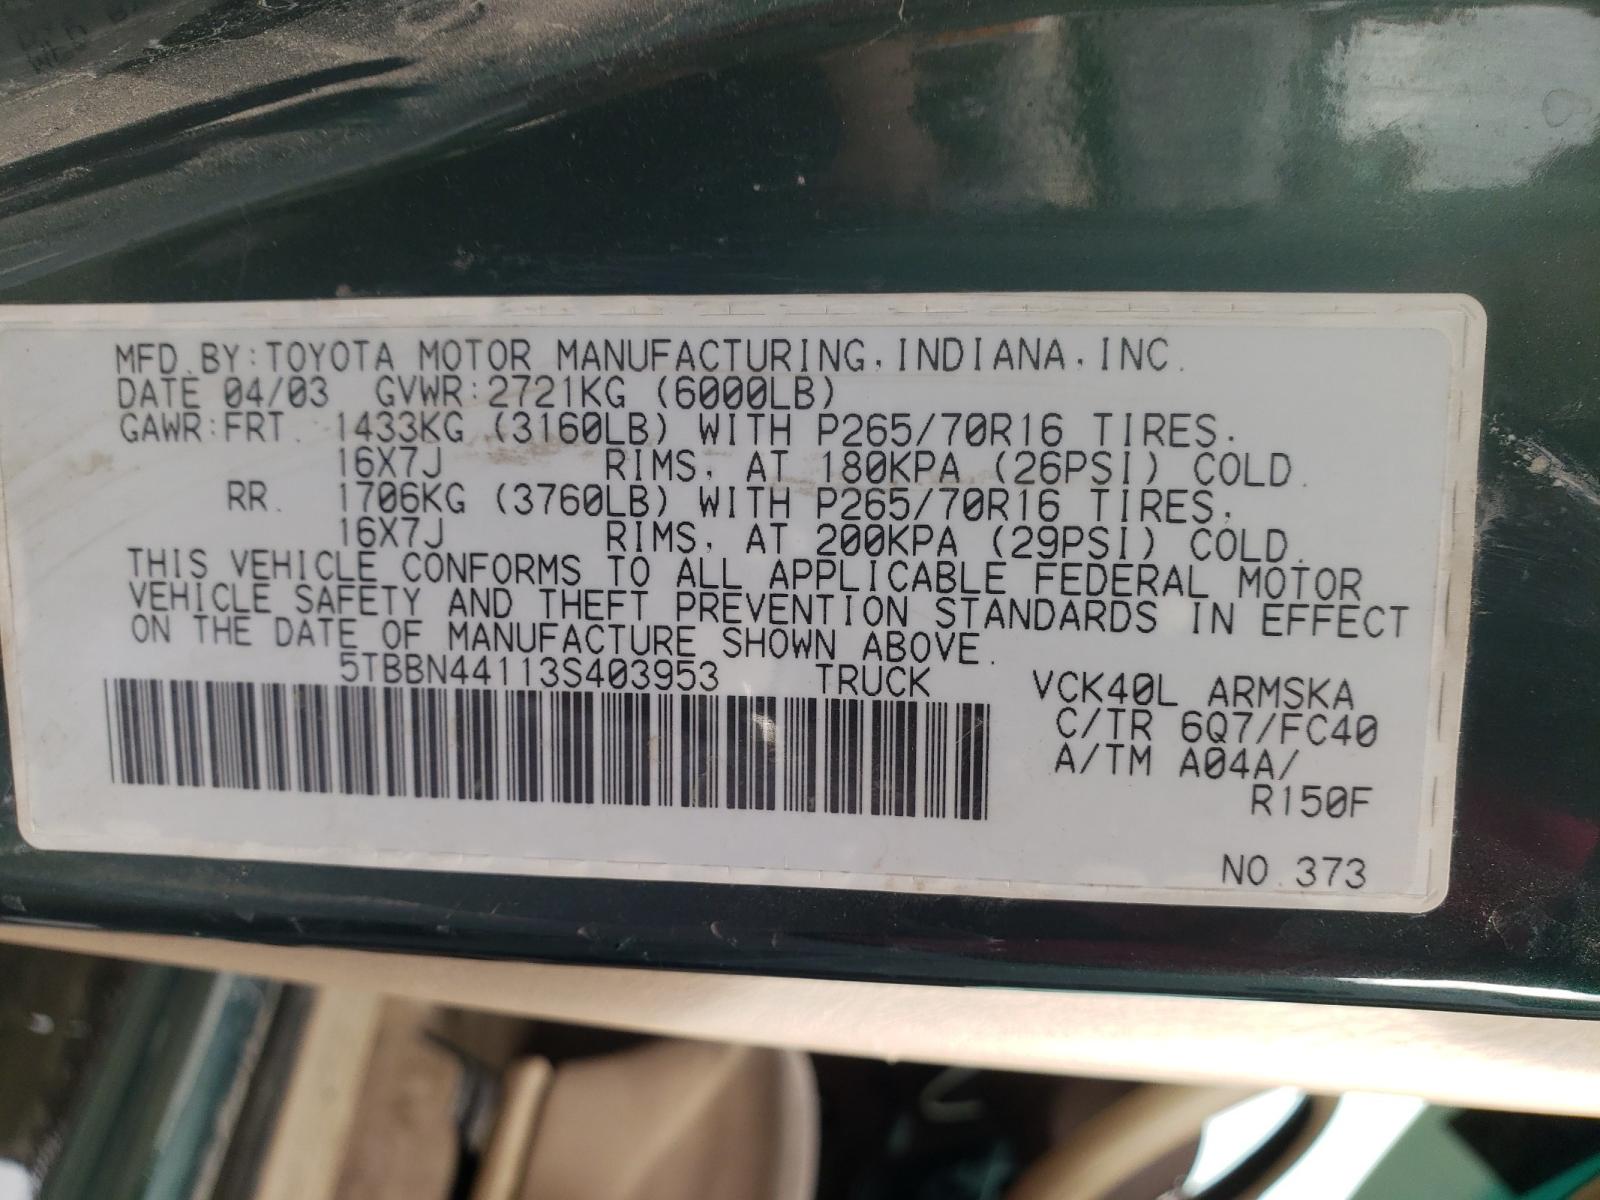 MFD. BY: TOYOTA MOTOR MANUFACTURING, INDIANA, INC.
DATE 04/03 GVWR: 2721KG (6000LB)
GAWR: FRT. 1433KG (3160LB) WITH P265/70R16 TIRES.
16X7J RIMS, AT 180KPA (26PSI) COLD.
RR. 1706KG (3760LB) WITH P265/70R16 TIRES,
16X7J RIMS, AT 200KPA (29PSI) COLD.
THIS VEHICLE CONFORMS TO ALL APPLICABLE FEDERAL MOTOR
VEHICLE SAFETY AND THEFT PREVENTION STANDARDS IN EFFECT
ON THE DATE OF MANUFACTURE SHOWN ABOVE.
5TBBN44113S403953 TRUCK VCK40L ARMSKA
C/TR 6Q7/FC40
A/TM A04A/
R150F
NO. 373